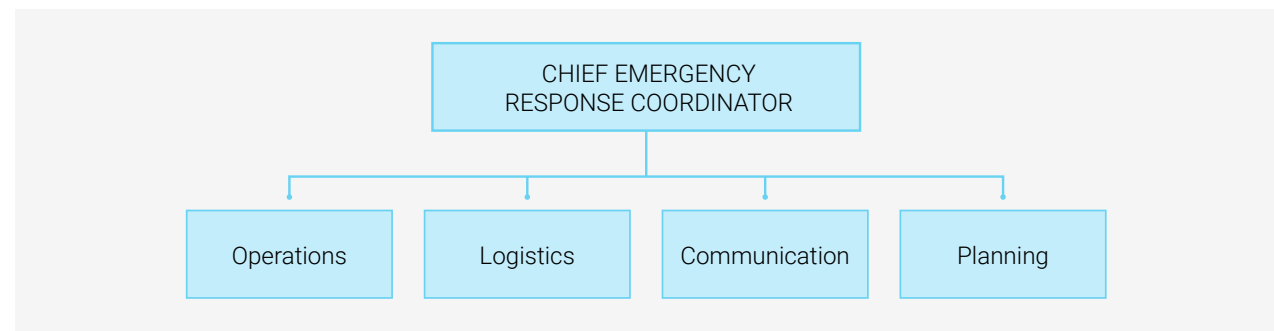 CHIEF EMERGENCY
RESPONSE COORDINATOR
Operations
Logistics
Communication
Planning